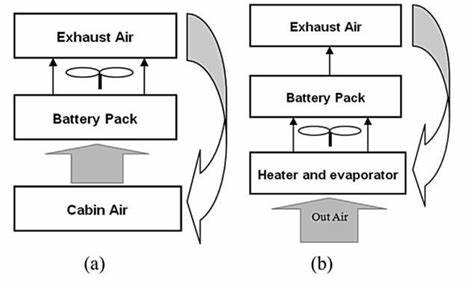 Exhaust Air
Battery Pack
Cabin Air
(a)
Exhaust Air
Battery Pack
Heater and evaporator
Out Air
(b)